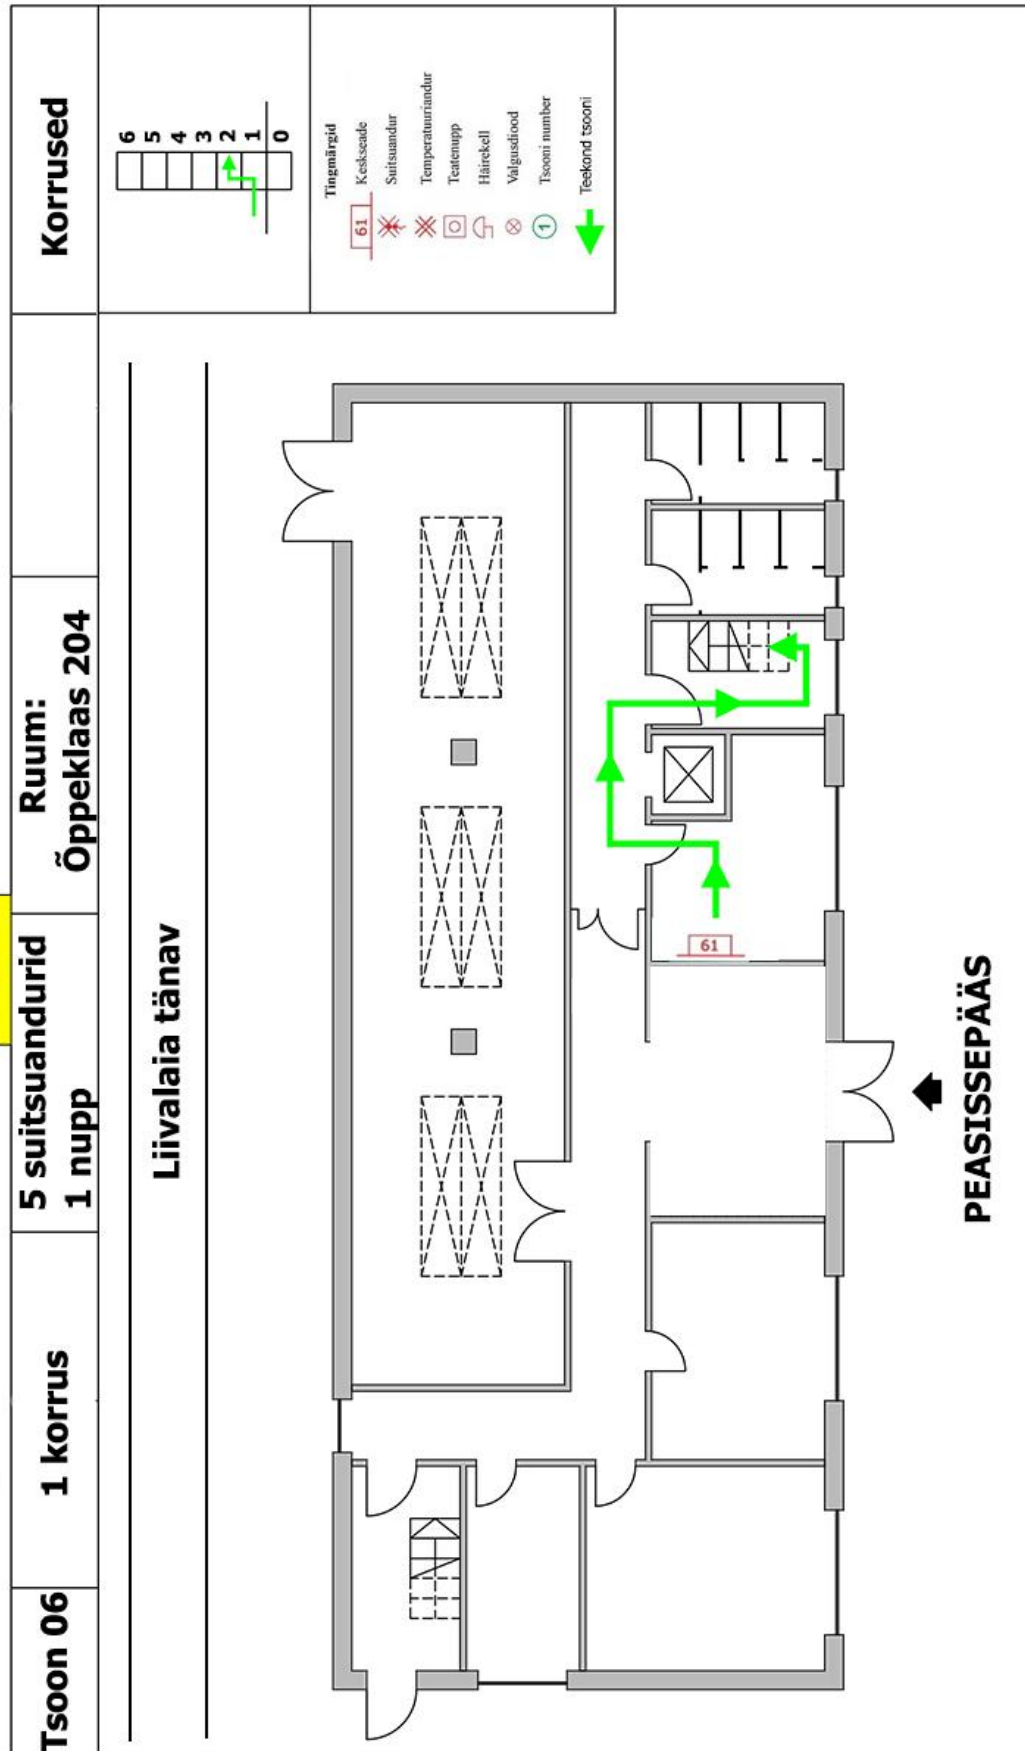 Tsoon 06
1 korrus
5 suitsuandurid
1 nupp
Ruum:
Õppeklaas 204
Korrused
6
5
4
3
2
1
0
Tingmärgid
61 Keskseade
Suitsuandur
Temperatuuriandur
Teatenupp
Häirekell
Valgusdiood
1 Tsooni number
Teekond tsooni
Liivalaia tänav
61
PEASISSEPÄÄS